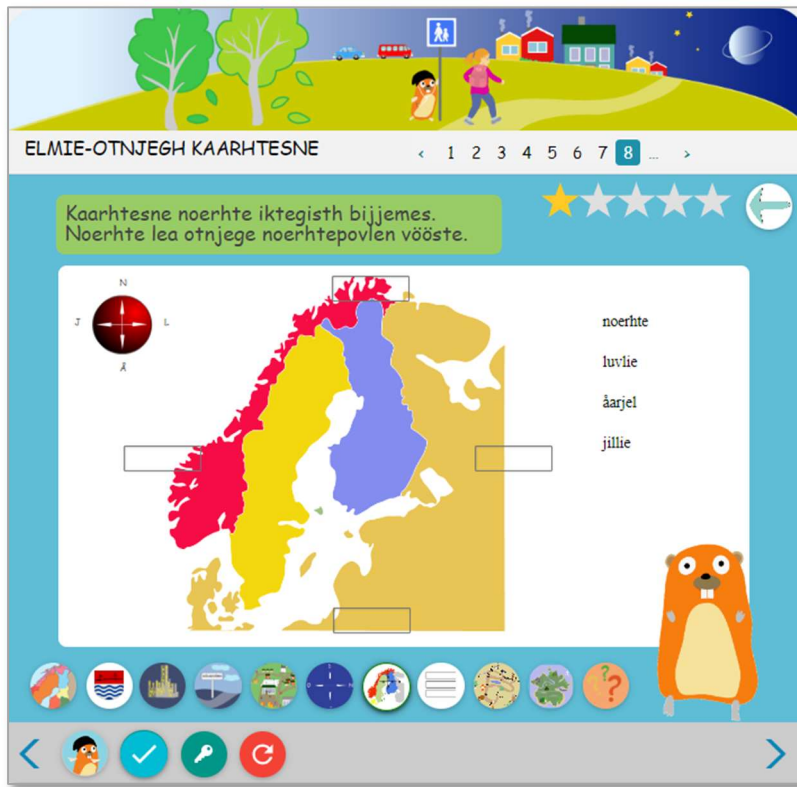 ELMIE-OTNJEGH KAARHTESNE
‹ 1 2 3 4 5 6 7 8 ... ›
Kaarhtesne noerhte iktegisth bijjemes.
Noerhte lea otnjege noerhtepovlen vööste.
N
J L
Å
noerhte
luvlie
åarjel
jillie